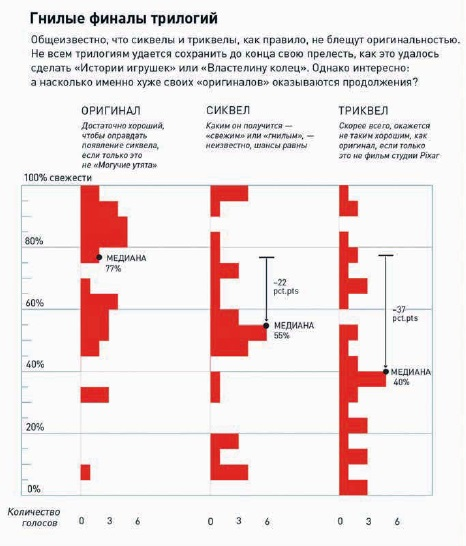 Гнилые финалы трилогий
Общеизвестно, что сиквелы и триквелы, как правило, не блещут оригинальностью.
Не всем трилогиям удается сохранить до конца свою прелесть, как это удалось
сделать «Истории игрушек» или «Властелину колец». Однако интересно:
а насколько именно хуже своих «оригиналов» оказываются продолжения?
ОРИГИНАЛ
Достаточно хороший,
чтобы оправдать
появление сиквела,
если только это
не «Могучие утята»
СИКВЕЛ
Каким он получится —
«свежим» или «гнилым», —
неизвестно, шансы равны
ТРИКВЕЛ
Скорее всего, окажется
не таким хорошим, как
оригинал, если только
это не фильм студии Pixar
100% свежести
80%
МЕДИАНА
77%
–22
pct.pts
–37
pct.pts
60%
МЕДИАНА
55%
40%
МЕДИАНА
40%
20%
0%
Количество
голосов
0 3 6 0 3 6 0 3 6